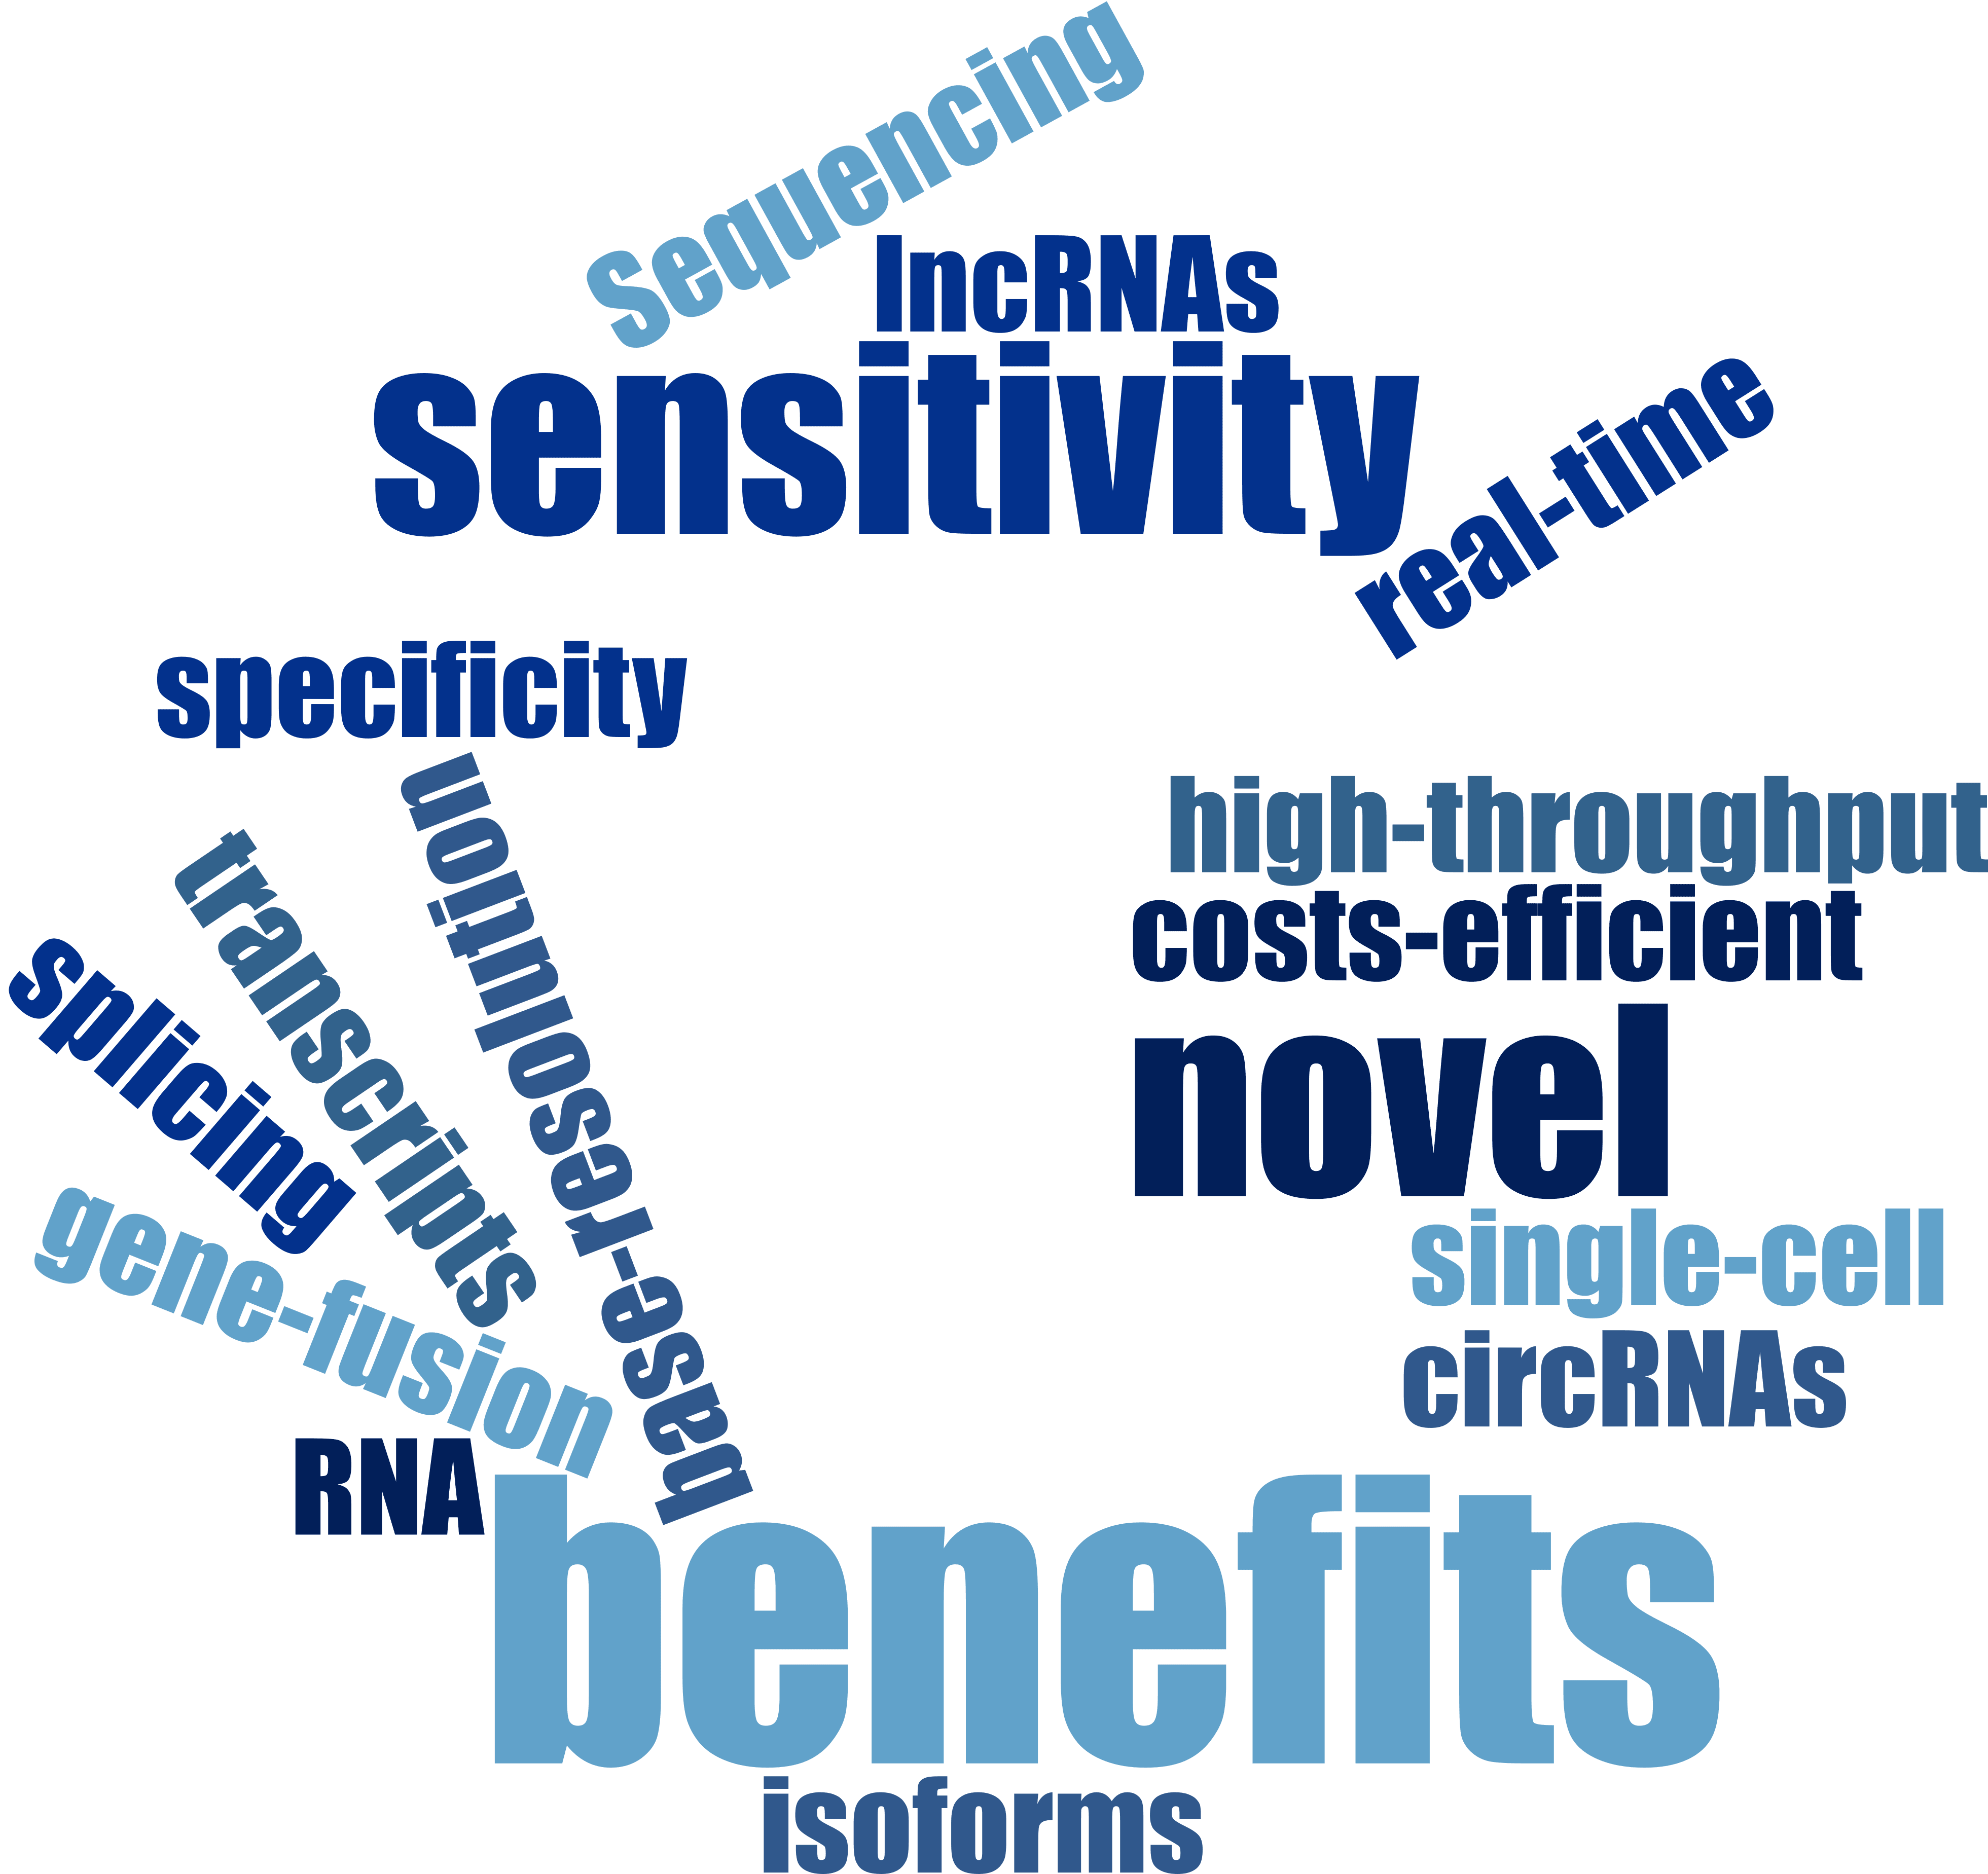 sequencing
lncRNAs
sensitivity
real-time
specificity
high-throughput
costs-efficient
based-resolution
transcripts
splicing
novel
gene-fusion
single-cell
circRNAs
RNA
benefits
isoforms